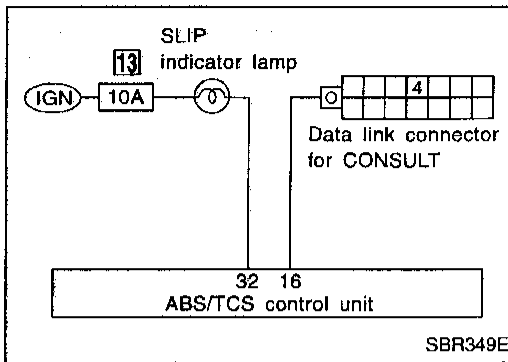 SLIP
13 indicator lamp
IGN 10A
4
Data link connector
for CONSULT
32 16
ABS/TCS control unit
SBR349E